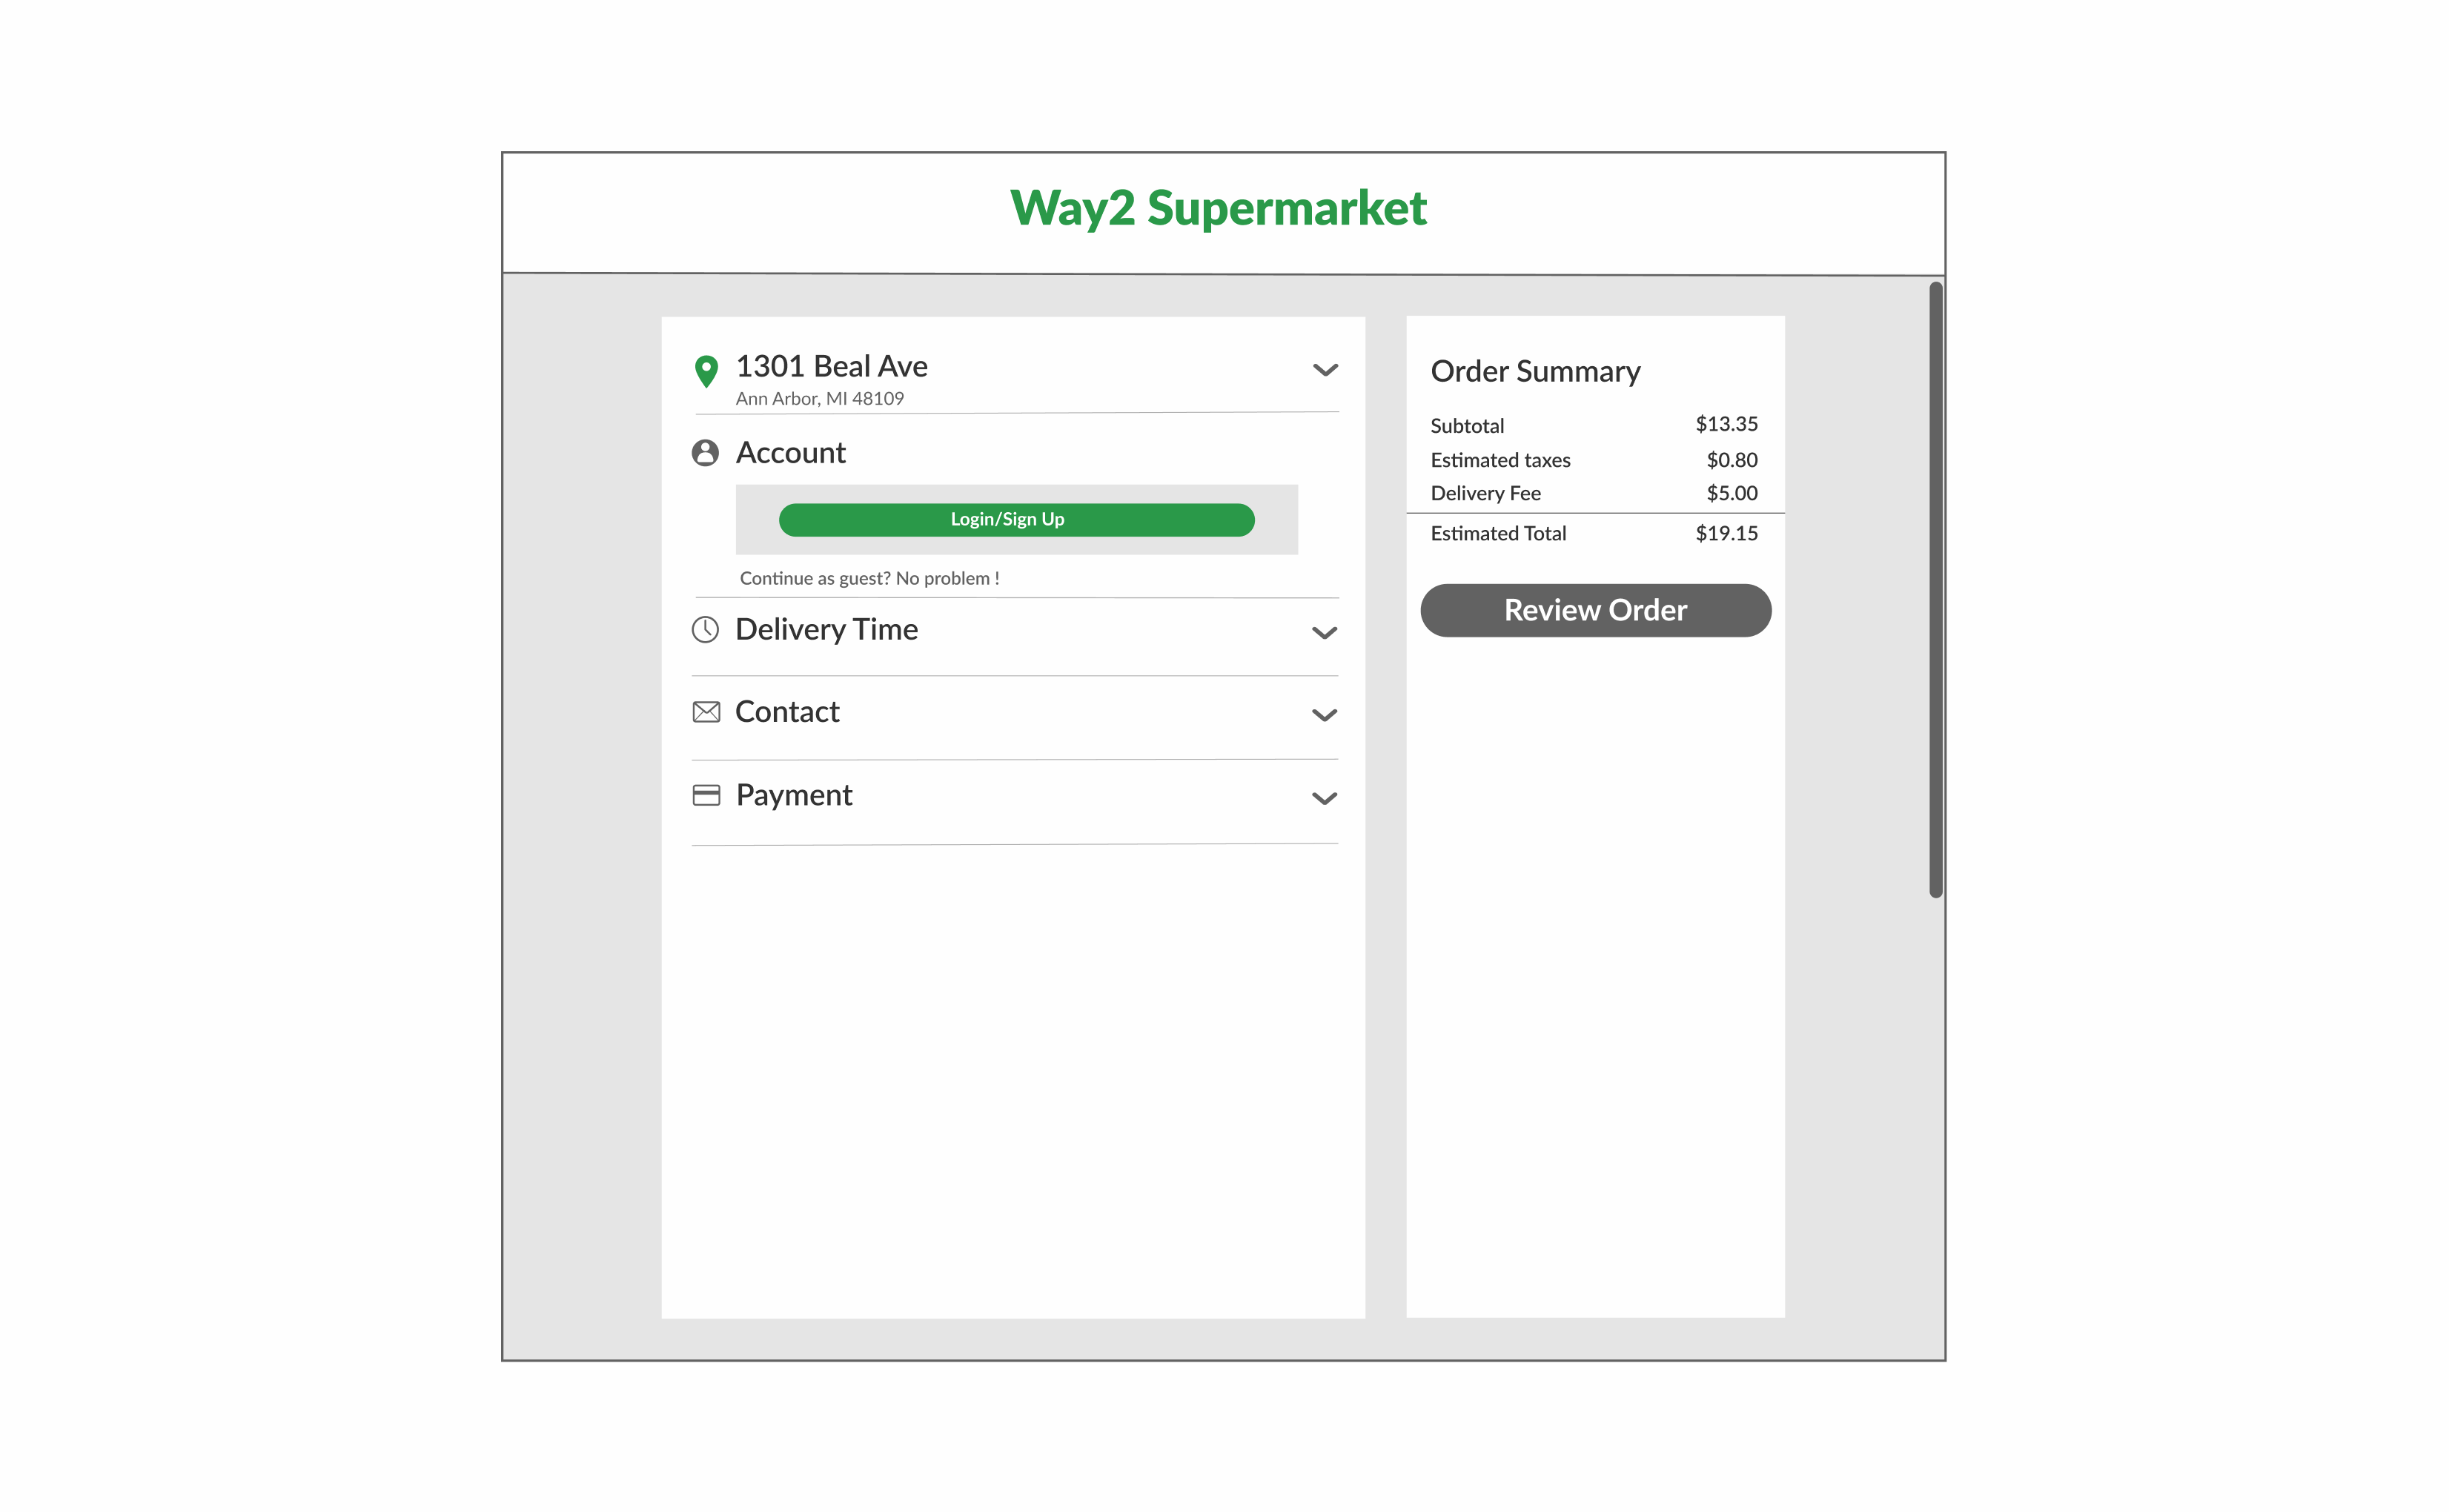 Way2 Supermarket
1301 Beal Ave
Ann Arbor, MI 48109
Account
Login/Sign Up
Continue as guest? No problem !
Delivery Time
Contact
Payment
Order Summary
Subtotal $13.35
Estimated taxes $0.80
Delivery Fee $5.00
Estimated Total $19.15
Review Order